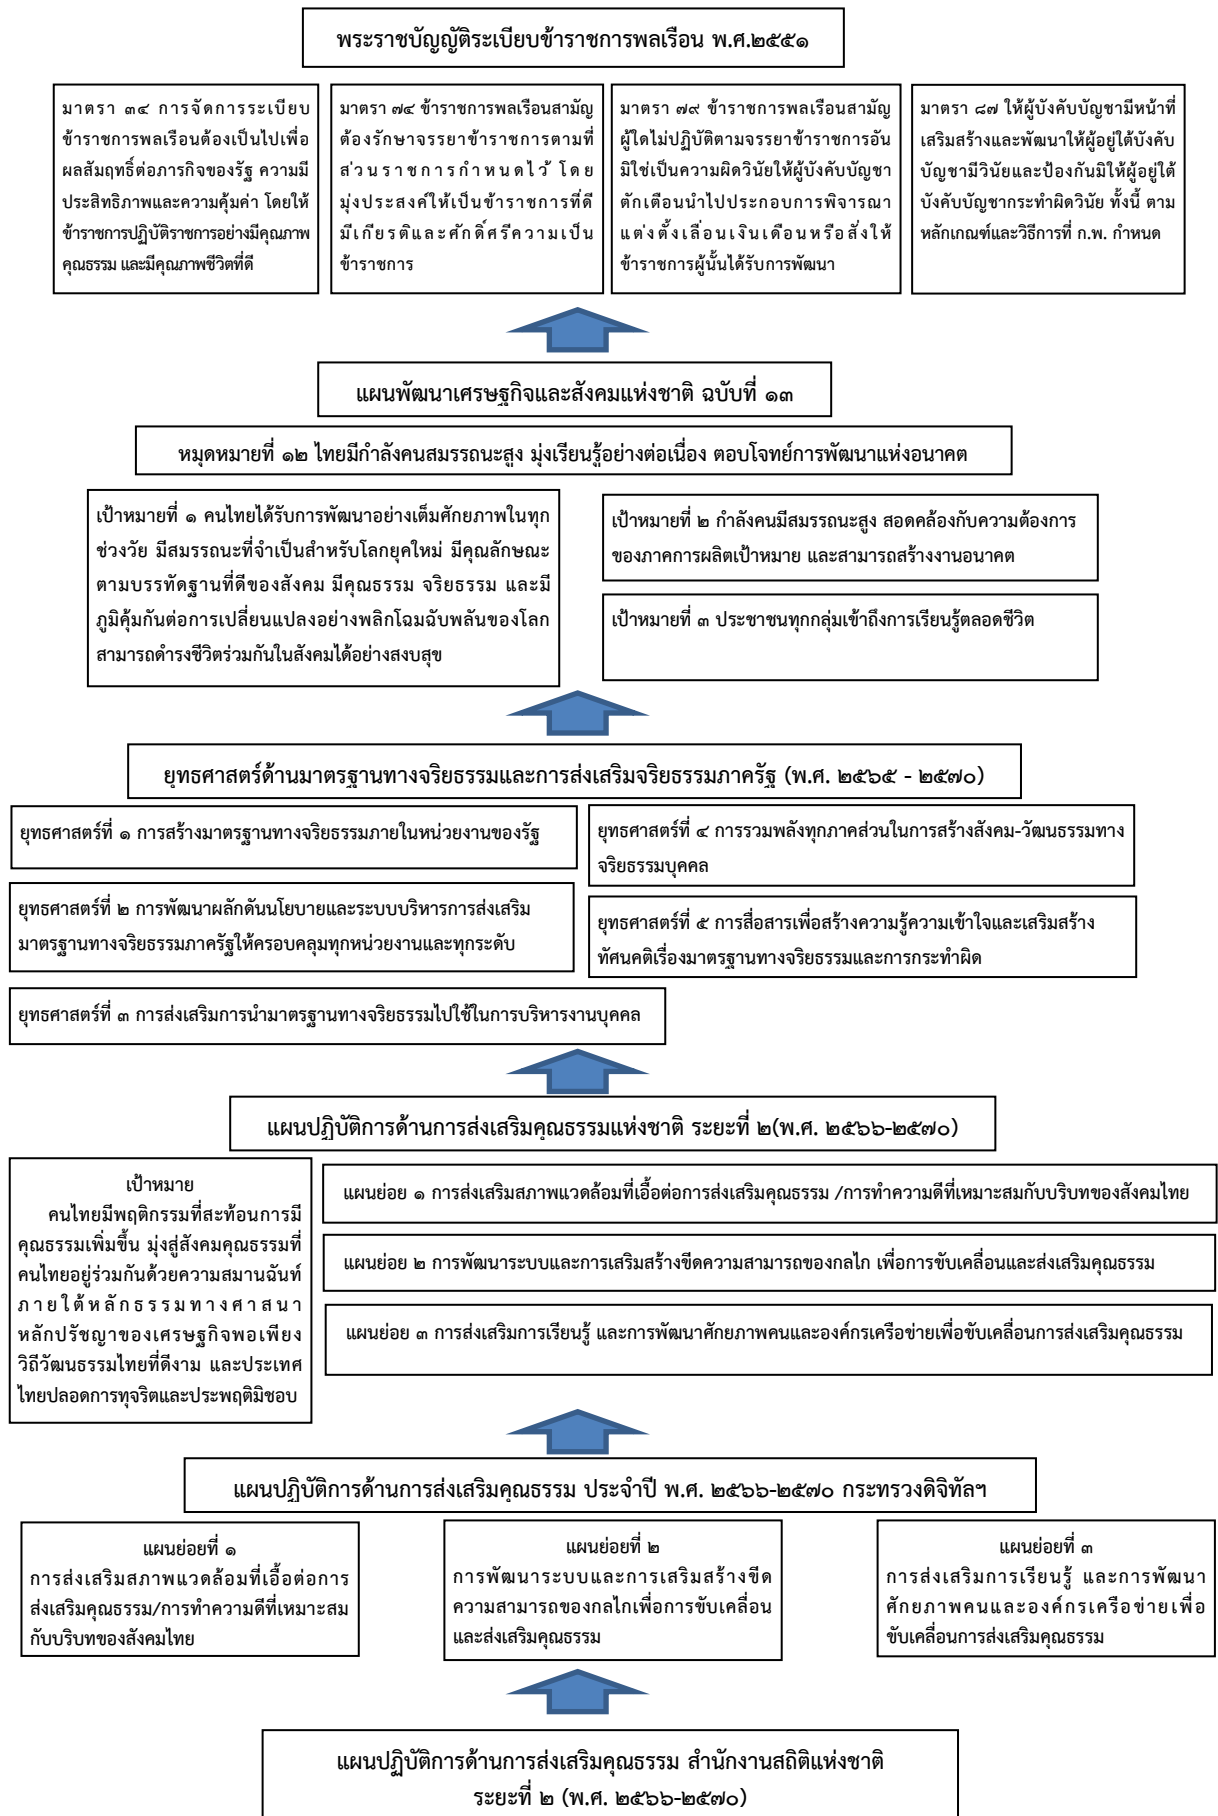 พระราชบัญญัติระเบียบข้าราชการพลเรือน พ.ศ.๒๕๕๑
มาตรา ๓๔ การจัดการระเบียบ
ข้าราชการพลเรือนต้องเป็นไปเพื่อ
ผลสัมฤทธิ์ต่อภารกิจของรัฐ ความมี
ประสิทธิภาพและความคุ้มค่า โดยให้
ข้าราชการปฏิบัติราชการอย่างมีคุณภาพ
คุณธรรม และมีคุณภาพชีวิตที่ดี
มาตรา ๗๔ ข้าราชการพลเรือนสามัญ
ต้องรักษาจรรยาข้าราชการตามที่
ส่วนราชการกำหนดไว้ โดย
มุ่งประสงค์ให้เป็นข้าราชการที่ดี
มีเกียรติและศักดิ์ศรีความเป็น
ข้าราชการ
มาตรา ๗๙ ข้าราชการพลเรือนสามัญ
ผู้ใดไม่ปฏิบัติตามจรรยาข้าราชการอัน
มิใช่เป็นความผิดวินัยให้ผู้บังคับบัญชา
ตักเตือนนำไปประกอบการพิจารณา
แต่งตั้งเลื่อนเงินเดือนหรือสั่งให้
ข้าราชการผู้นั้นได้รับการพัฒนา
มาตรา ๘๗ ให้ผู้บังคับบัญชามีหน้าที่
เสริมสร้างและพัฒนาให้ผู้อยู่ใต้บังคับ
บัญชามีวินัยและป้องกันมิให้ผู้อยู่ใต้
บังคับบัญชากระทำผิดวินัย ทั้งนี้ ตาม
หลักเกณฑ์และวิธีการที่ ก.พ. กำหนด
แผนพัฒนาเศรษฐกิจและสังคมแห่งชาติ ฉบับที่ ๑๓
หมุดหมายที่ ๑๒ ไทยมีกำลังคนสมรรถนะสูง มุ่งเรียนรู้อย่างต่อเนื่อง ตอบโจทย์การพัฒนาแห่งอนาคต
เป้าหมายที่ ๑ คนไทยได้รับการพัฒนาอย่างเต็มศักยภาพในทุก
ช่วงวัย มีสมรรถนะที่จำเป็นสำหรับโลกยุคใหม่ มีคุณลักษณะ
ตามบรรทัดฐานที่ดีของสังคม มีคุณธรรม จริยธรรม และมี
ภูมิคุ้มกันต่อการเปลี่ยนแปลงอย่างพลิกโฉมฉับพลันของโลก
สามารถดำรงชีวิตร่วมกันในสังคมได้อย่างสงบสุข
เป้าหมายที่ ๒ กำลังคนมีสมรรถนะสูง สอดคล้องกับความต้องการ
ของภาคการผลิตเป้าหมาย และสามารถสร้างงานอนาคต
เป้าหมายที่ ๓ ประชาชนทุกกลุ่มเข้าถึงการเรียนรู้ตลอดชีวิต
ยุทธศาสตร์ด้านมาตรฐานทางจริยธรรมและการส่งเสริมจริยธรรมภาครัฐ (พ.ศ. ๒๕๖๕ - ๒๕๗๐)
ยุทธศาสตร์ที่ ๑ การสร้างมาตรฐานทางจริยธรรมภายในหน่วยงานของรัฐ
ยุทธศาสตร์ที่ ๒ การพัฒนาผลักดันนโยบายและระบบบริหารการส่งเสริม
มาตรฐานทางจริยธรรมภาครัฐให้ครอบคลุมทุกหน่วยงานและทุกระดับ
ยุทธศาสตร์ที่ ๓ การส่งเสริมการนำมาตรฐานทางจริยธรรมไปใช้ในการบริหารงานบุคคล
ยุทธศาสตร์ที่ ๔ การรวมพลังทุกภาคส่วนในการสร้างสังคม-วัฒนธรรมทาง
จริยธรรมบุคคล
ยุทธศาสตร์ที่ ๕ การสื่อสารเพื่อสร้างความรู้ความเข้าใจและเสริมสร้าง
ทัศนคติเรื่องมาตรฐานทางจริยธรรมและการกระทำผิด
แผนปฏิบัติการด้านการส่งเสริมคุณธรรมแห่งชาติ ระยะที่ ๒(พ.ศ. ๒๕๖๖-๒๕๗๐)
เป้าหมาย
คนไทยมีพฤติกรรมที่สะท้อนการมี
คุณธรรมเพิ่มขึ้น มุ่งสู่สังคมคุณธรรมที่
คนไทยอยู่ร่วมกันด้วยความสมานฉันท์
ภายใต้หลักธรรมทางศาสนา
หลักปรัชญาของเศรษฐกิจพอเพียง
วิถีวัฒนธรรมไทยที่ดีงาม และประเทศ
ไทยปลอดการทุจริตและประพฤติมิชอบ
แผนย่อย ๑ การส่งเสริมสภาพแวดล้อมที่เอื้อต่อการส่งเสริมคุณธรรม /การทำความดีที่เหมาะสมกับบริบทของสังคมไทย
แผนย่อย ๒ การพัฒนาระบบและการเสริมสร้างขีดความสามารถของกลไก เพื่อการขับเคลื่อนและส่งเสริมคุณธรรม
แผนย่อย ๓ การส่งเสริมการเรียนรู้ และการพัฒนาศักยภาพคนและองค์กรเครือข่ายเพื่อขับเคลื่อนการส่งเสริมคุณธรรม
แผนปฏิบัติการด้านการส่งเสริมคุณธรรม ประจำปี พ.ศ. ๒๕๖๖-๒๕๗๐ กระทรวงดิจิทัลฯ
แผนย่อยที่ ๑
การส่งเสริมสภาพแวดล้อมที่เอื้อต่อการ
ส่งเสริมคุณธรรม/การทำความดีที่เหมาะสม
กับบริบทของสังคมไทย
แผนย่อยที่ ๒
การพัฒนาระบบและการเสริมสร้างขีด
ความสามารถของกลไกเพื่อการขับเคลื่อน
และส่งเสริมคุณธรรม
แผนย่อยที่ ๓
การส่งเสริมการเรียนรู้ และการพัฒนา
ศักยภาพคนและองค์กรเครือข่ายเพื่อ
ขับเคลื่อนการส่งเสริมคุณธรรม
แผนปฏิบัติการด้านการส่งเสริมคุณธรรม สำนักงานสถิติแห่งชาติ
ระยะที่ ๒ (พ.ศ. ๒๕๖๖-๒๕๗๐)